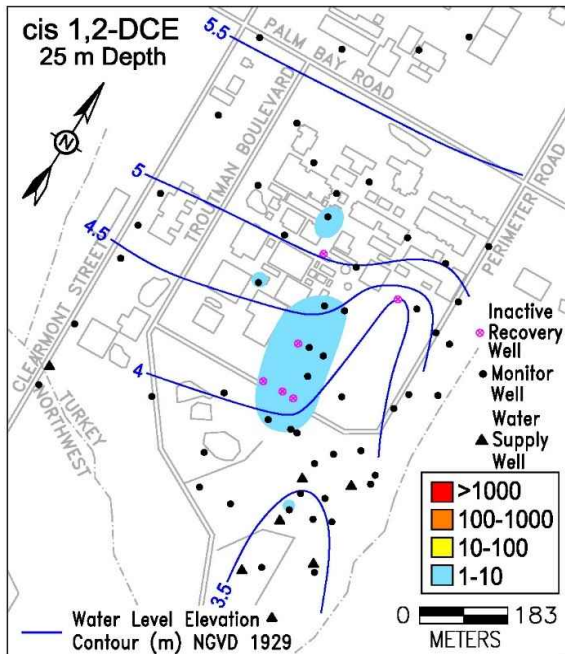 cis 1,2-DCE
25 m Depth
N
PALM BAY ROAD
TROUTMAN BOULEVARD
CLEARMONT STREET
PERIMETER ROAD
5.5
5
4.5
4
3.5
TURKEY
NORTHWEST
Inactive
Recovery
Well
Monitor
Well
Water
Supply
Well
>1000
100-1000
10-100
1-10
Water Level Elevation
Contour (m) NGVD 1929
0 183
METERS